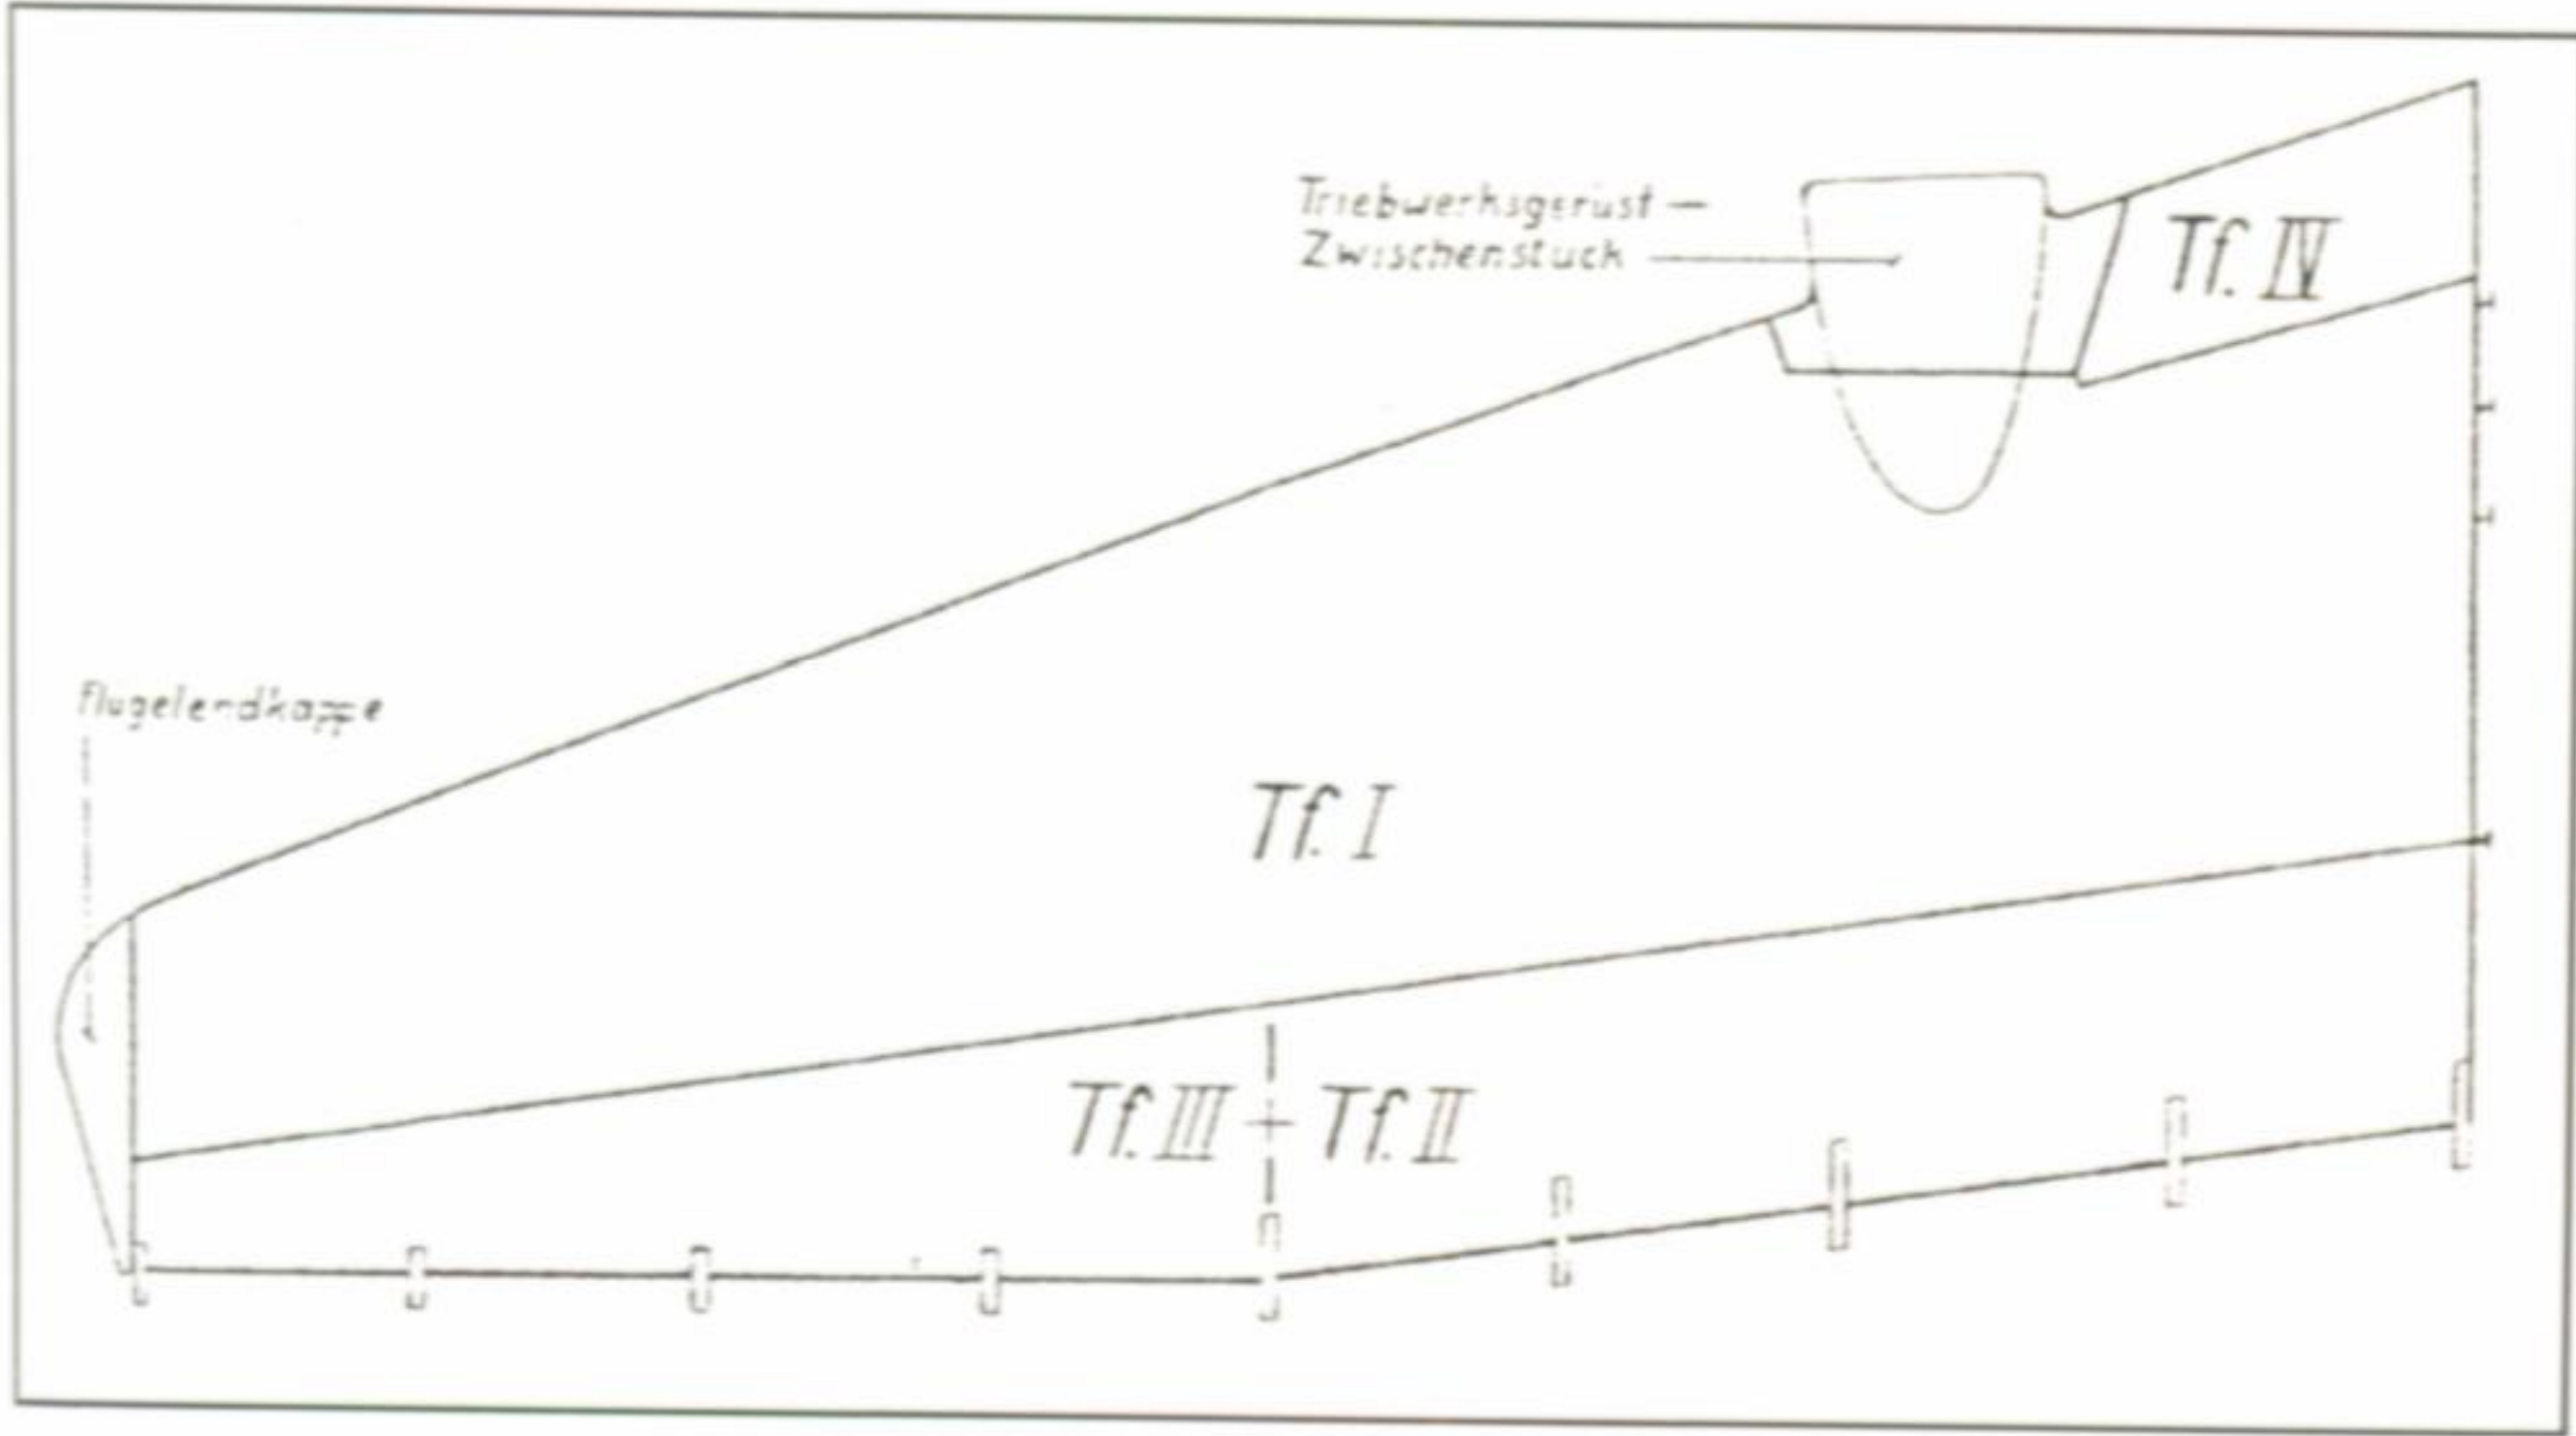 Triebwerksgerüst –
Zwischenstück
Tf. IV
Flügelendkappe
Tf. I
Tf. III + Tf. II